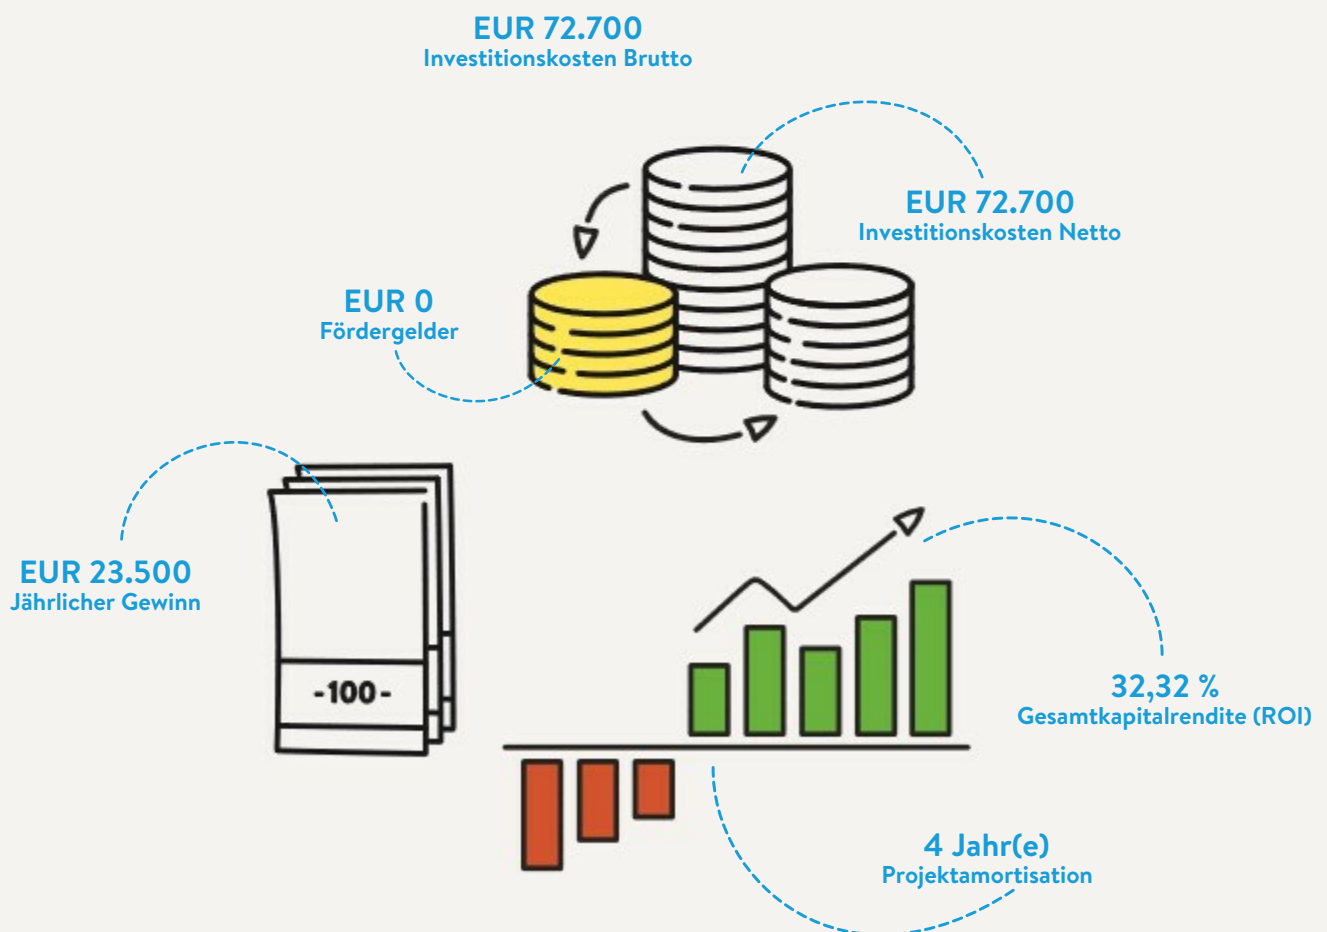 EUR 72.700
Investitionskosten Brutto
EUR 72.700
Investitionskosten Netto
EUR 0
Fördergelder
EUR 23.500
Jährlicher Gewinn
-100-
32,32 %
Gesamtkapitalrendite (ROI)
4 Jahr(e)
Projektamortisation